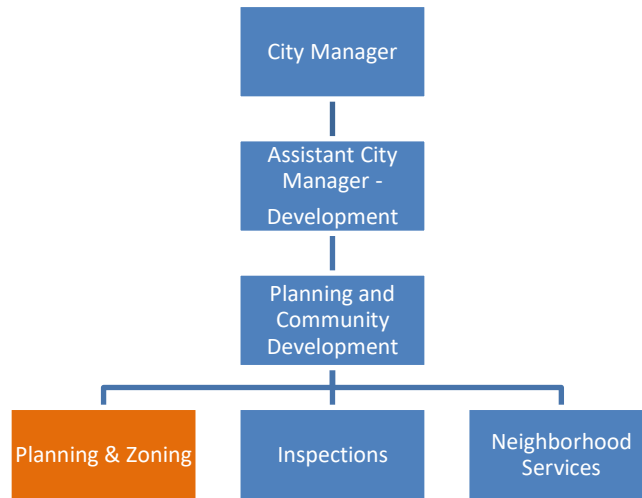 City Manager
Assistant City
Manager -
Development
Planning and
Community
Development
Planning & Zoning
Inspections
Neighborhood
Services